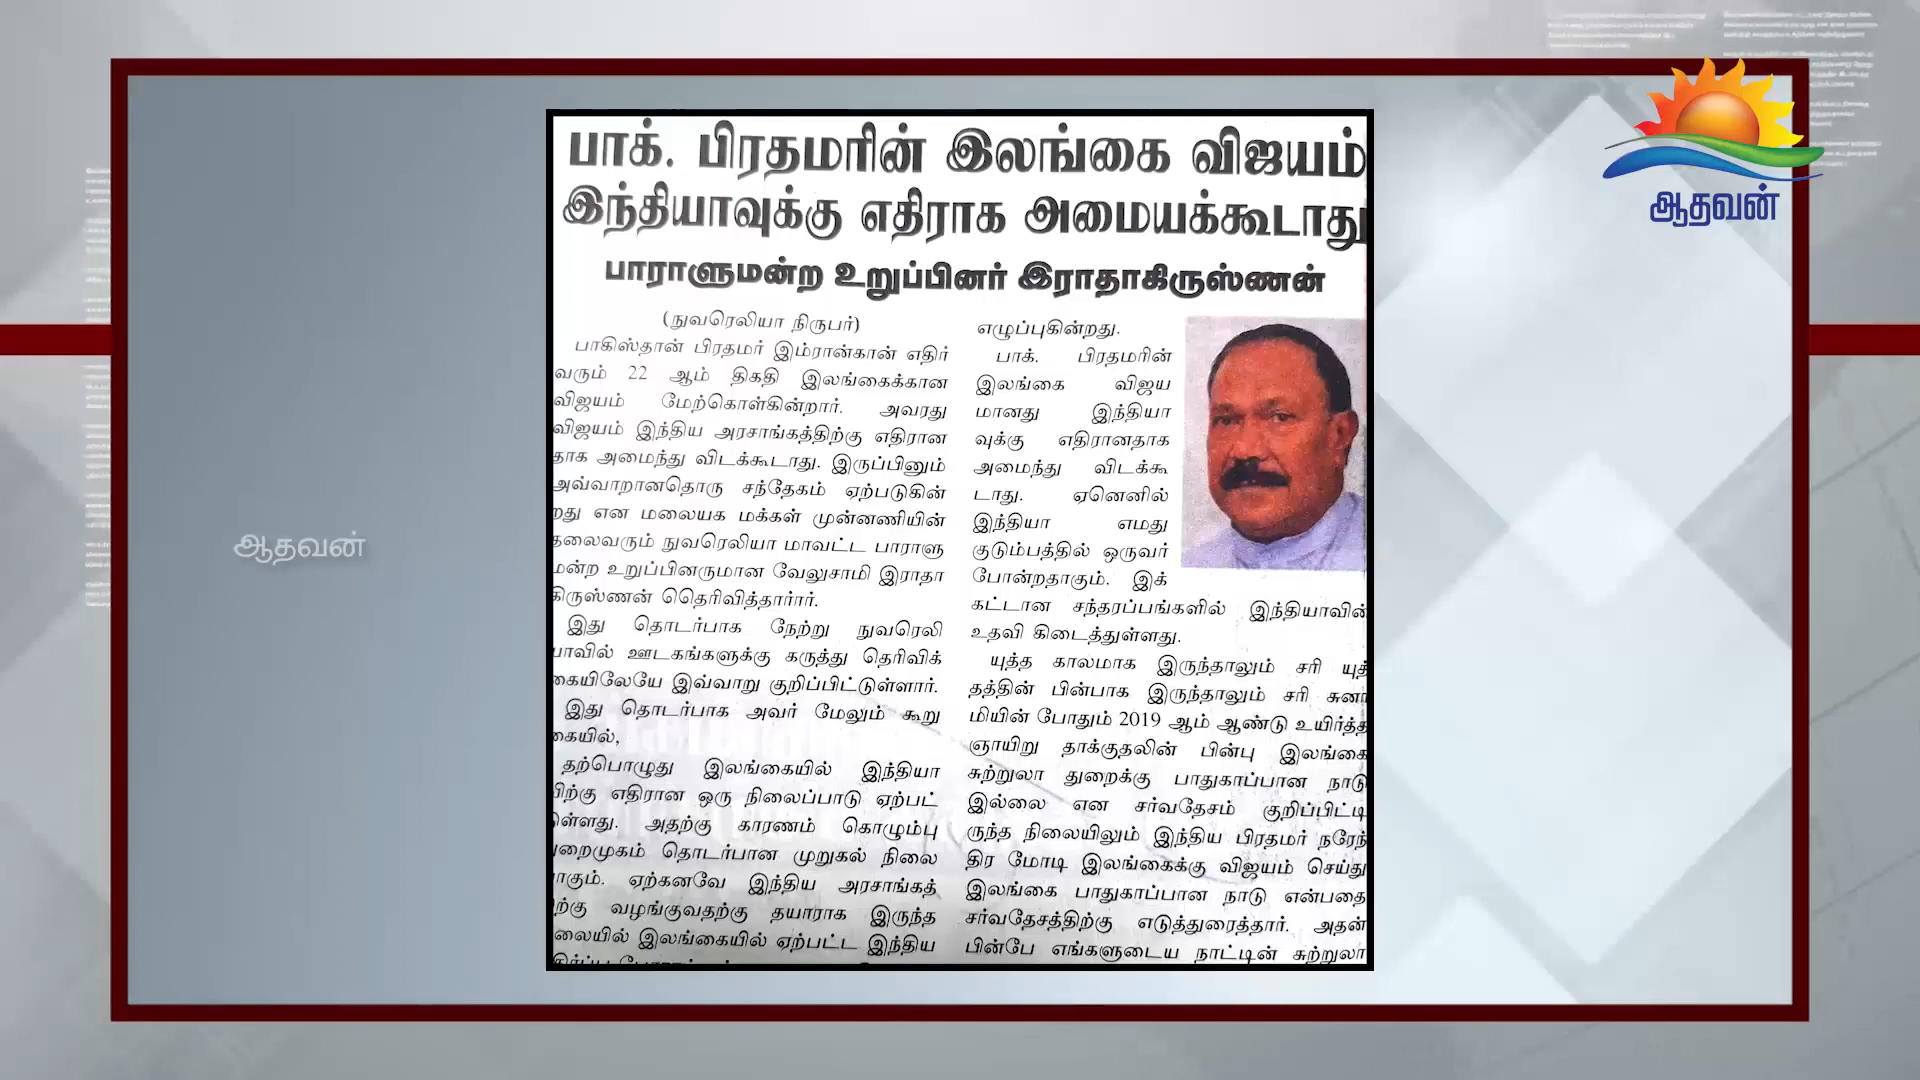 பாக். பிரதமரின் இலங்கை விஜயம்
இந்தியாவுக்கு எதிராக அமையக்கூடாது
பாராளுமன்ற உறுப்பினர் இராதாகிருஸ்ணன்
(நுவரெலியா நிருபர்)
பாகிஸ்தான் பிரதமர் இம்ரான்கான் எதிர்
வரும் 22 ஆம் திகதி இலங்கைக்கான
விஜயம் மேற்கொள்கின்றார். அவரது
விஜயம் இந்திய அரசாங்கத்திற்கு எதிரான
தாக அமைந்து விடக்கூடாது. இருப்பினும்
அவ்வாறானதொரு சந்தேகம் ஏற்படுகின்
றது என மலையக மக்கள் முன்னணியின்
தலைவரும் நுவரெலியா மாவட்ட பாராளு
மன்ற உறுப்பினருமான வேலுசாமி இராதா
கிருஸ்ணன் தெரிவித்தார்ார்.
இது தொடர்பாக நேற்று நுவரெலி
யாவில் ஊடகங்களுக்கு கருத்து தெரிவிக்
கையிலேயே இவ்வாறு குறிப்பிட்டுள்ளார்.
இது தொடர்பாக அவர் மேலும் கூறு
கையில்,
தற்பொழுது இலங்கையில் இந்தியா
விற்கு எதிரான ஒரு நிலைப்பாடு ஏற்பட்
டுள்ளது. அதற்கு காரணம் கொழும்பு
துறைமுகம் தொடர்பான முறுகல் நிலை
யாகும். ஏற்கனவே இந்திய அரசாங்கத்
திற்கு வழங்குவதற்கு தயாராக இருந்த
நிலையில் இலங்கையில் ஏற்பட்ட இந்திய
எழுப்புகின்றது.
பாக். பிரதமரின்
இலங்கை விஜய
மானது இந்தியா
வுக்கு எதிரானதாக
அமைந்து விடக்கூ
டாது. ஏனெனில்
இந்தியா எமது
குடும்பத்தில் ஒருவர்
போன்றதாகும். இக்
கட்டான சந்தரப்பங்களில் இந்தியாவின்
உதவி கிடைத்துள்ளது.
யுத்த காலமாக இருந்தாலும் சரி யுத்
தத்தின் பின்பாக இருந்தாலும் சரி சுனா
மியின் போதும் 2019 ஆம் ஆண்டு உயிர்த்த
ஞாயிறு தாக்குதலின் பின்பு இலங்கை
சுற்றுலா துறைக்கு பாதுகாப்பான நாடு
இல்லை என சர்வதேசம் குறிப்பிட்டி
ருந்த நிலையிலும் இந்திய பிரதமர் நரேந்
திர மோடி இலங்கைக்கு விஜயம் செய்து
இலங்கை பாதுகாப்பான நாடு என்பதை
சர்வதேசத்திற்கு எடுத்துரைத்தார். அதன்
பின்பே எங்களுடைய நாட்டின் சுற்றுலா
ஆதவன்
ஆதவன்